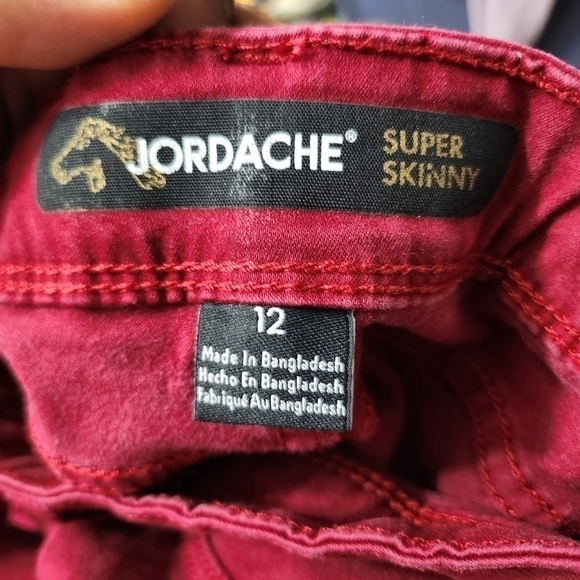 JORDACHE®
SUPER
SKINNY
12
Made In Bangladesh
Hecho En Bangladesh
Fabriqué Au Bangladesh